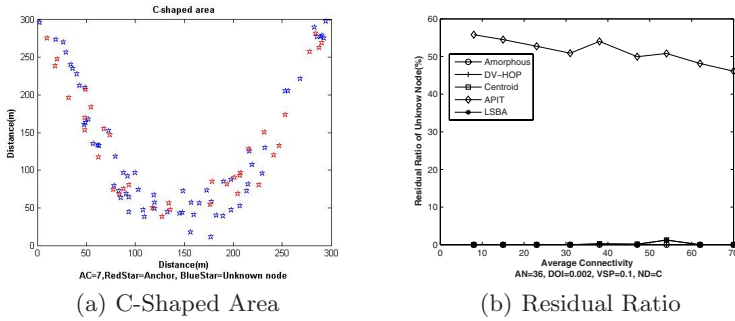 C-shaped area
300
250
200
150
100
50
0
Distance(m)
0 50 100 150 200 250 300
Distance(m)
AC=7,RedStar=Anchor, BlueStar=Unknown node
(a) C-Shaped Area
60
50
40
30
20
10
0
Residual Ratio of Unknow Node(%)
Amorphous
DV-HOP
Centroid
APIT
LSBA
0 10 20 30 40 50 60 70
Average Connectivity
AN=36, DOI=0.002, VSP=0.1, ND=C
(b) Residual Ratio